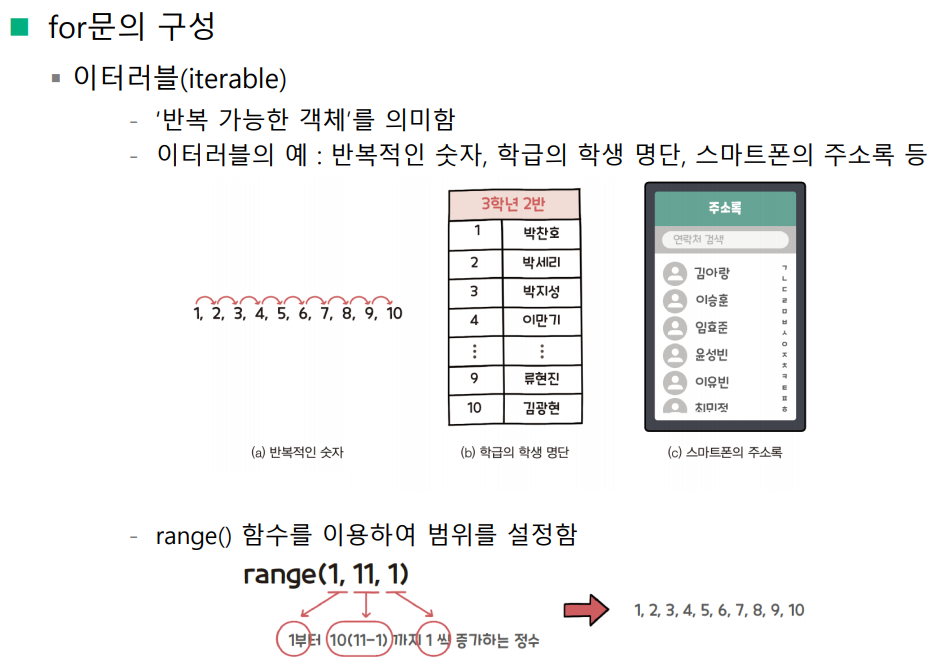 for문의 구성
이터러블(iterable)
- ‘반복 가능한 객체’를 의미함
- 이터러블의 예 : 반복적인 숫자, 학급의 학생 명단, 스마트폰의 주소록 등
1, 2, 3, 4, 5, 6, 7, 8, 9, 10
(a) 반복적인 숫자
3학년 2반
1 박찬호
2 박세리
3 박지성
4 이만기
⋮ ⋮
9 류현진
10 김광현
(b) 학급의 학생 명단
주소록
연락처 검색
김아랑
이승훈
임효준
윤성빈
이유빈
최민정
ㄱ
ㄴ
ㄷ
ㄹ
ㅁ
ㅂ
ㅅ
ㅇ
ㅈ
ㅊ
ㅋ
ㅌ
ㅍ
ㅎ
(c) 스마트폰의 주소록
- range() 함수를 이용하여 범위를 설정함
range(1, 11, 1)
1부터 10(11-1) 까지 1 씩 증가하는 정수
1, 2, 3, 4, 5, 6, 7, 8, 9, 10